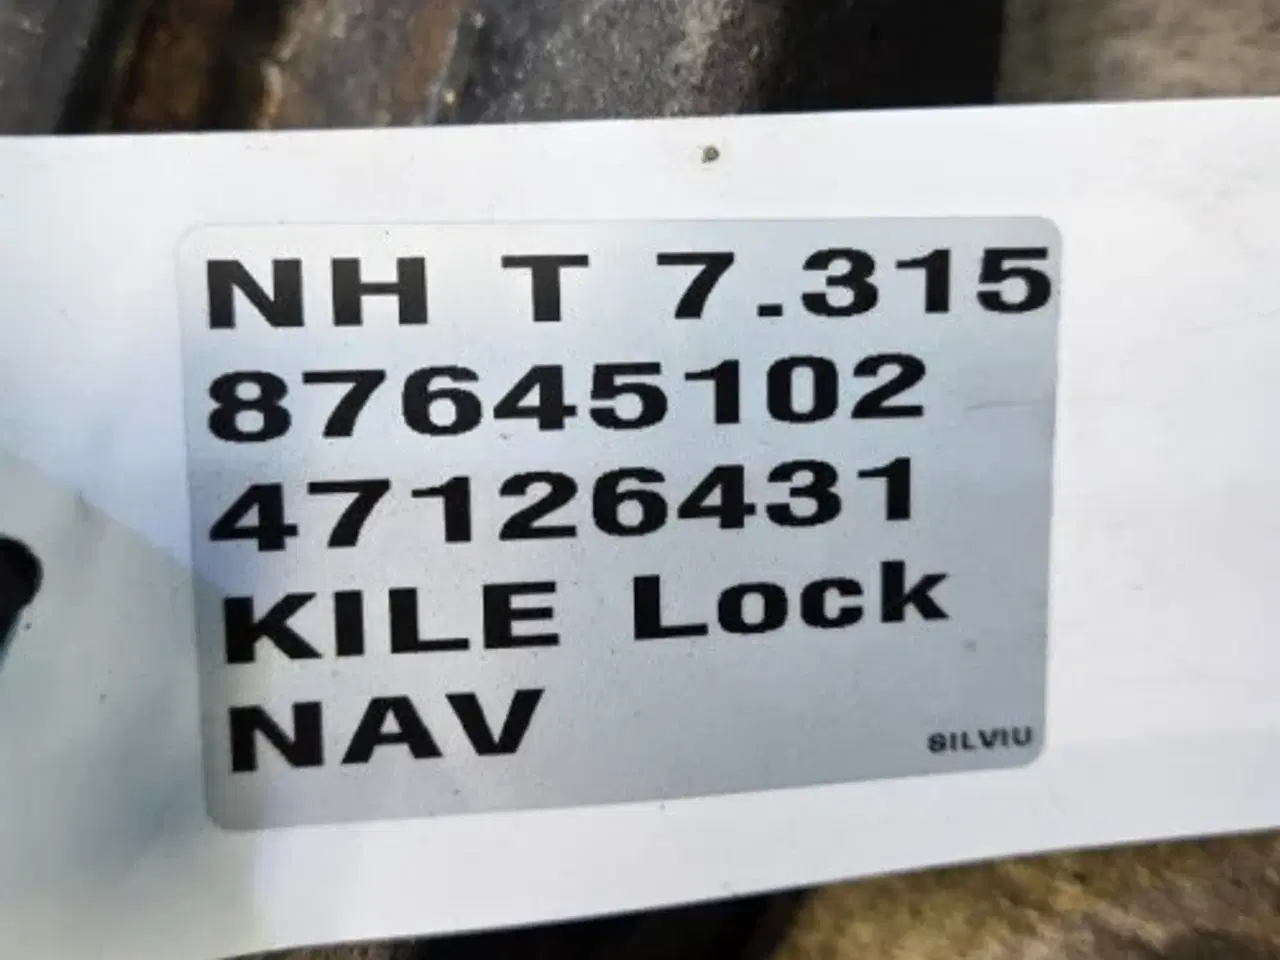 NH T 7.315
87645102
47126431
KILE Lock
NAV
SILVIU